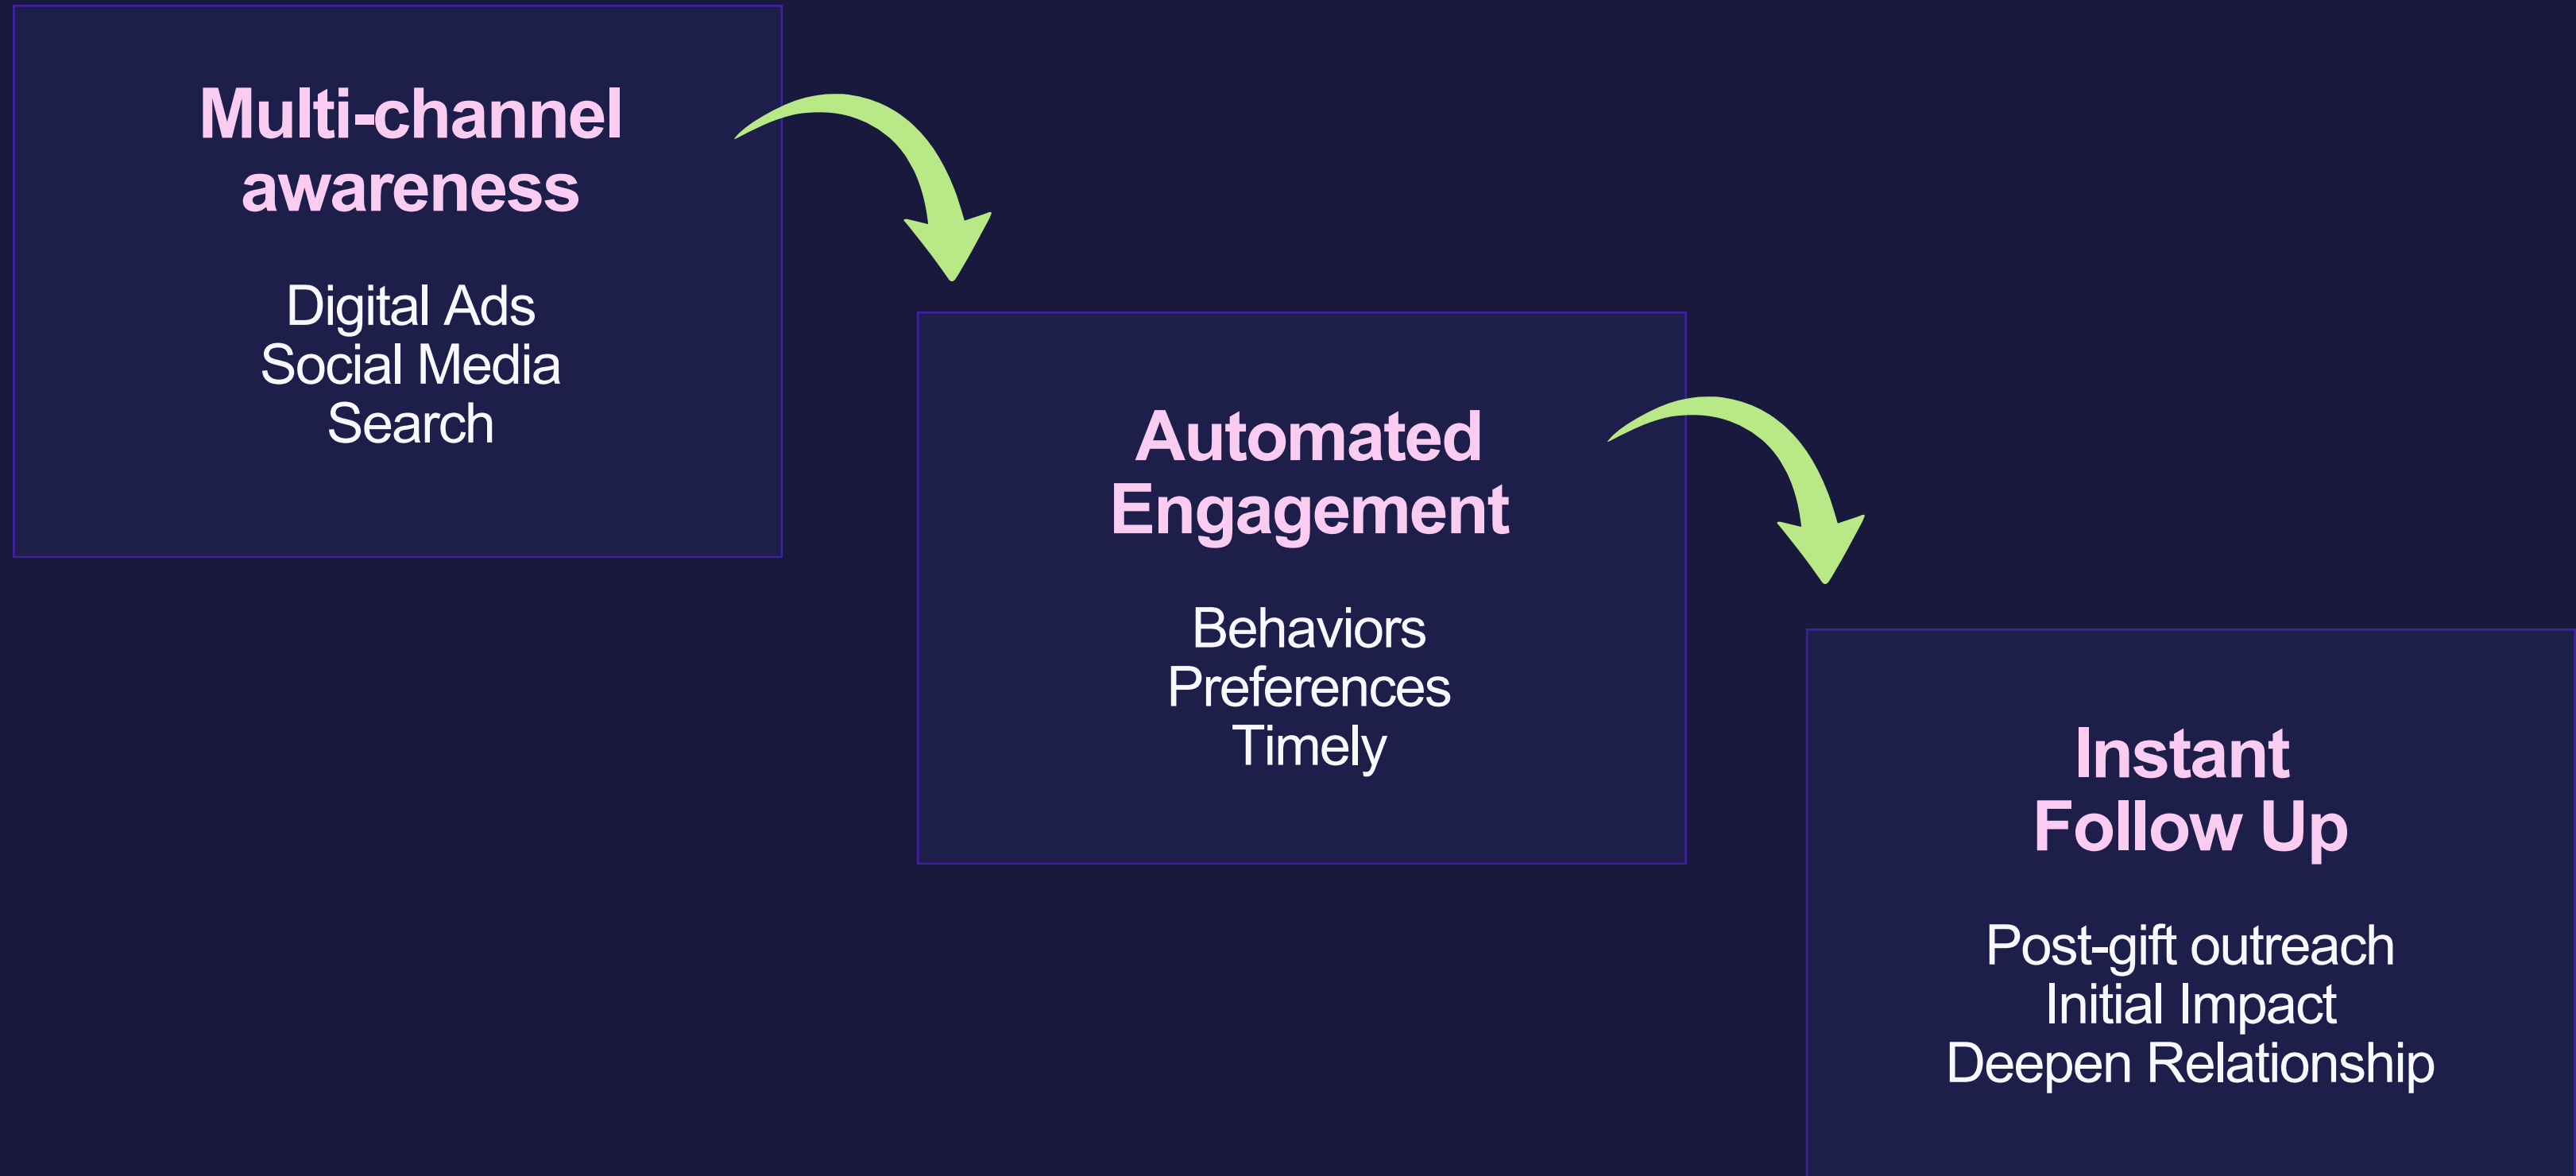 Multi-channel
awareness
Digital Ads
Social Media
Search
Automated
Engagement
Behaviors
Preferences
Timely
Instant
Follow Up
Post-gift outreach
Initial Impact
Deepen Relationship